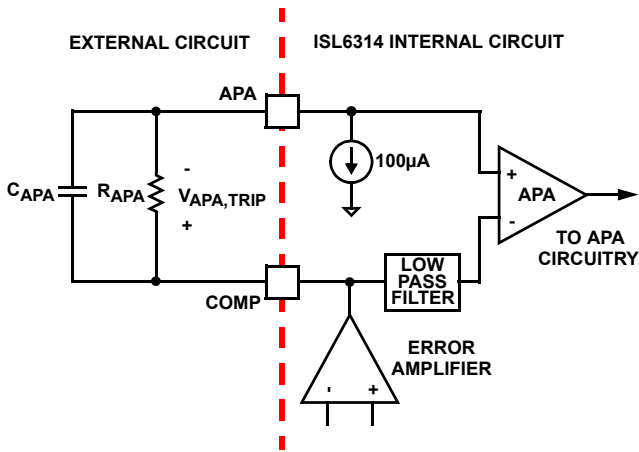 EXTERNAL CIRCUIT
ISL6314 INTERNAL CIRCUIT
APA
100µA
CAPA
RAPA
-
VAPA,TRIP
+
+
APA
-
TO APA
CIRCUITRY
LOW
PASS
FILTER
COMP
ERROR
AMPLIFIER
-
+